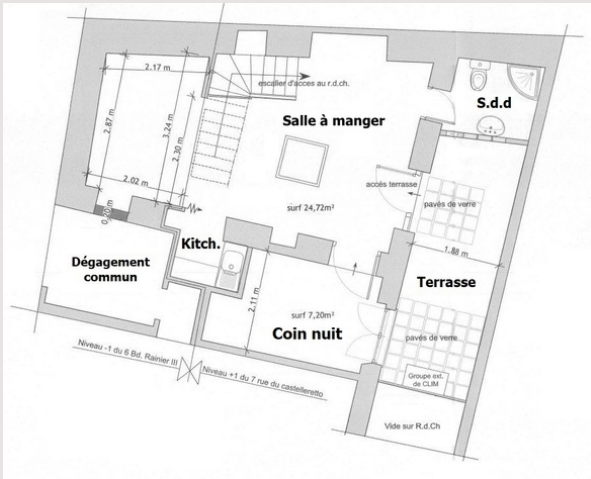 2.17 m
escalier d'accès au r.d.ch.
S.d.d
Salle à manger
2.87 m
3.24 m
2.30 m
accès terrasse
pavés de verre
2.02 m
surf 24,72m²
0.20 m
Kitch.
1.88 m
Dégagement
commun
Terrasse
2.11 m
surf 7,20m²
Coin nuit
pavés de verre
Niveau -1 du 6 Bd. Rainier III
Niveau +1 du 7 rue du castelleretto
Groupe ext.
de CLIM
Vide sur R.d.Ch